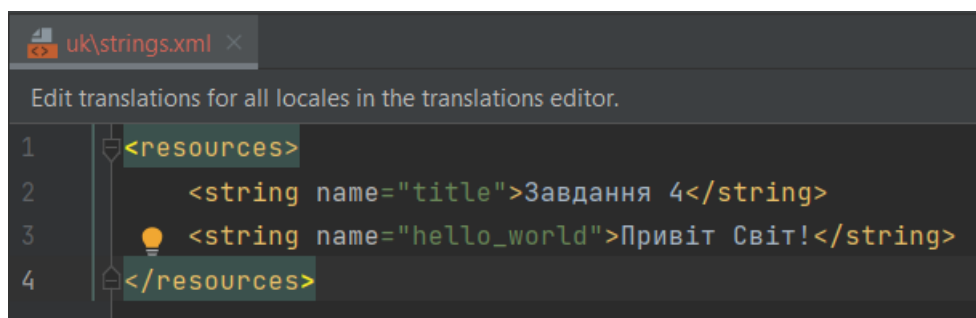 uk\strings.xml
Edit translations for all locales in the translations editor.
1 <resources>
2 <string name="title">Завдання 4</string>
3 <string name="hello_world">Привіт Світ!</string>
4 </resources>